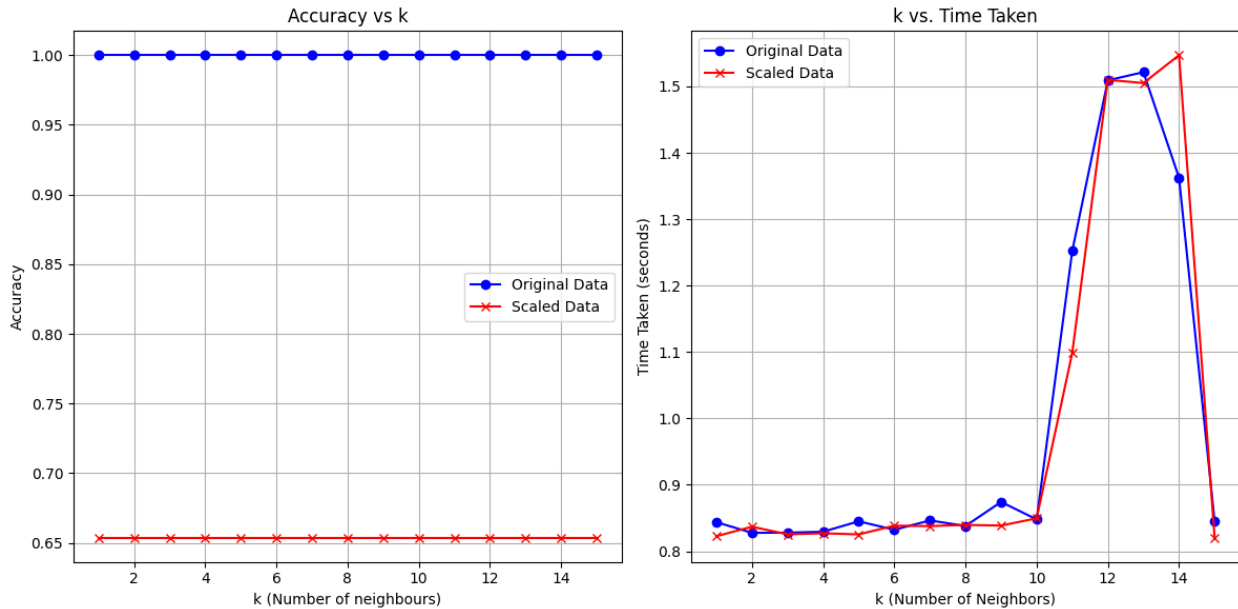 Accuracy vs k
1.00
0.95
0.90
0.85
0.80
0.75
0.70
0.65
Accuracy
Original Data
Scaled Data
2 4 6 8 10 12 14
k (Number of neighbours)
k vs. Time Taken
Original Data
Scaled Data
1.5
1.4
1.3
1.2
1.1
1.0
0.9
0.8
Time Taken (seconds)
2 4 6 8 10 12 14
k (Number of Neighbors)